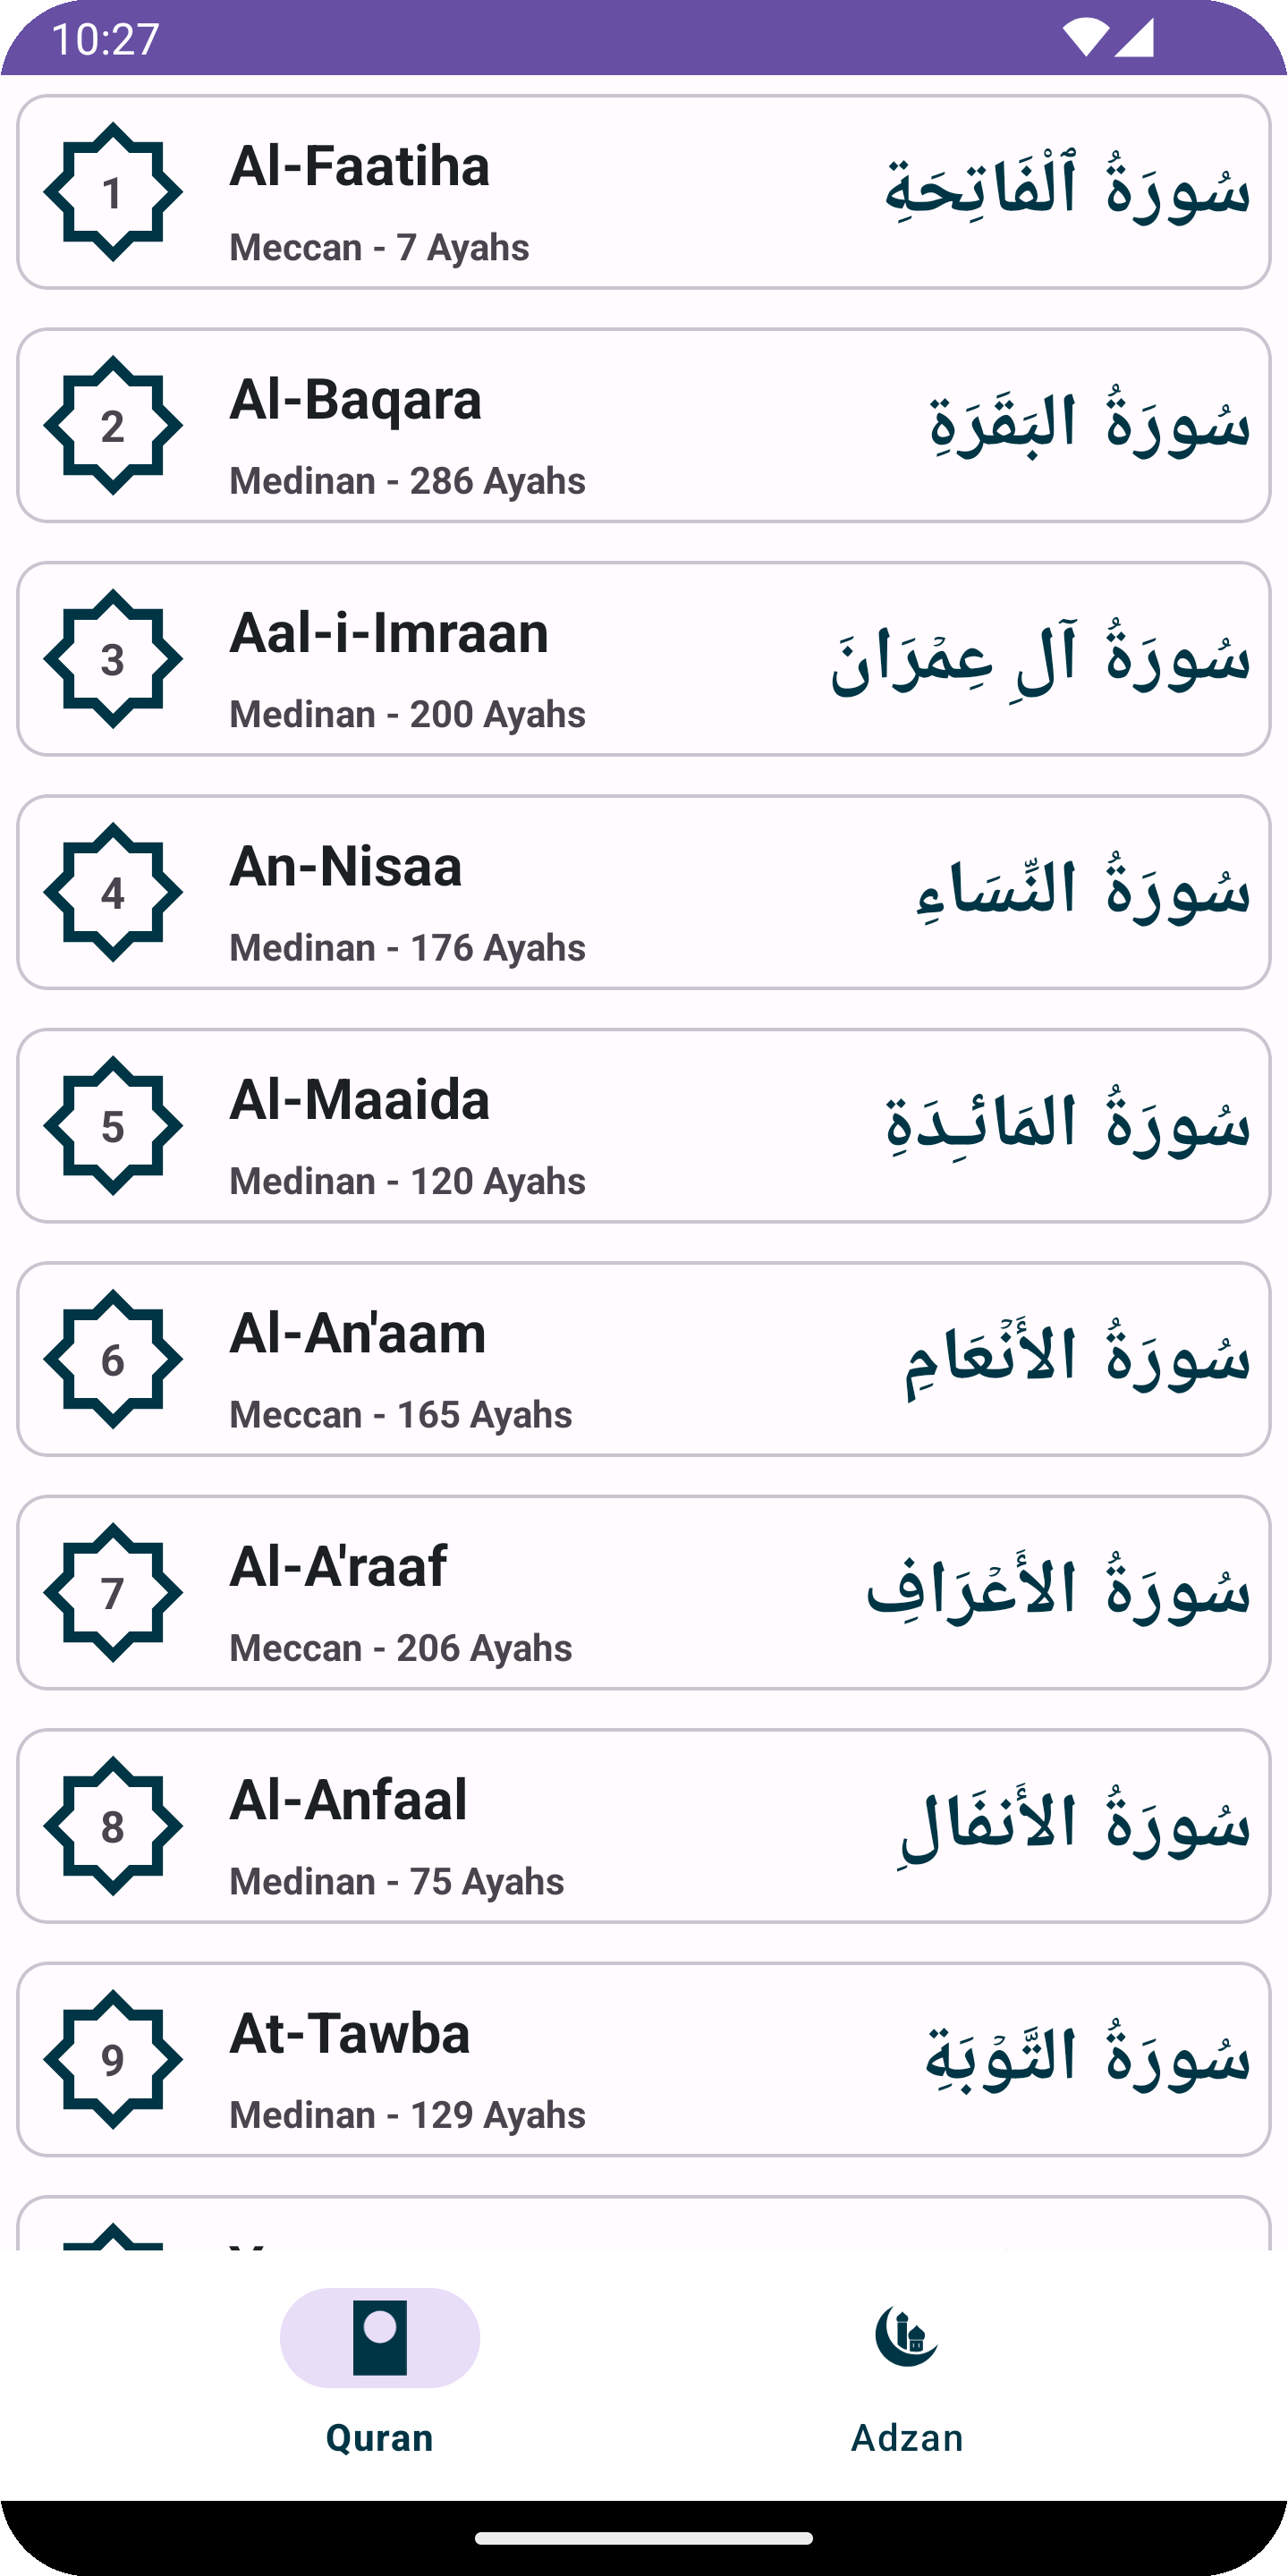 10:27
1
Al-Faatiha
Meccan - 7 Ayahs
سُورَةُ ٱلْفَاتِحَةِ
2
Al-Baqara
Medinan - 286 Ayahs
سُورَةُ البَقَرَةِ
3
Aal-i-Imraan
Medinan - 200 Ayahs
سُورَةُ آلِ عِمۡرَانَ
4
An-Nisaa
Medinan - 176 Ayahs
سُورَةُ النِّسَاءِ
5
Al-Maaida
Medinan - 120 Ayahs
سُورَةُ المَائـِدَةِ
6
Al-An'aam
Meccan - 165 Ayahs
سُورَةُ الأَنۡعَامِ
7
Al-A'raaf
Meccan - 206 Ayahs
سُورَةُ الأَعۡرَافِ
8
Al-Anfaal
Medinan - 75 Ayahs
سُورَةُ الأَنفَالِ
9
At-Tawba
Medinan - 129 Ayahs
سُورَةُ التَّوۡبَةِ
Quran
Adzan